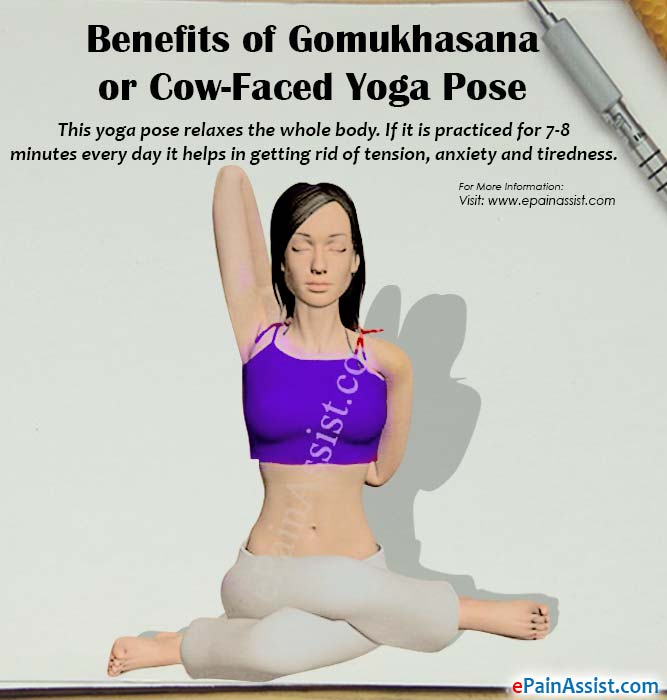 Benefits of Gomukhasana
or Cow-Faced Yoga Pose
This yoga pose relaxes the whole body. If it is practiced for 7-8
minutes every day it helps in getting rid of tension, anxiety and tiredness.
For More Information:
Visit: www.epainassist.com
ePainAssist.com
ePainAssist.com